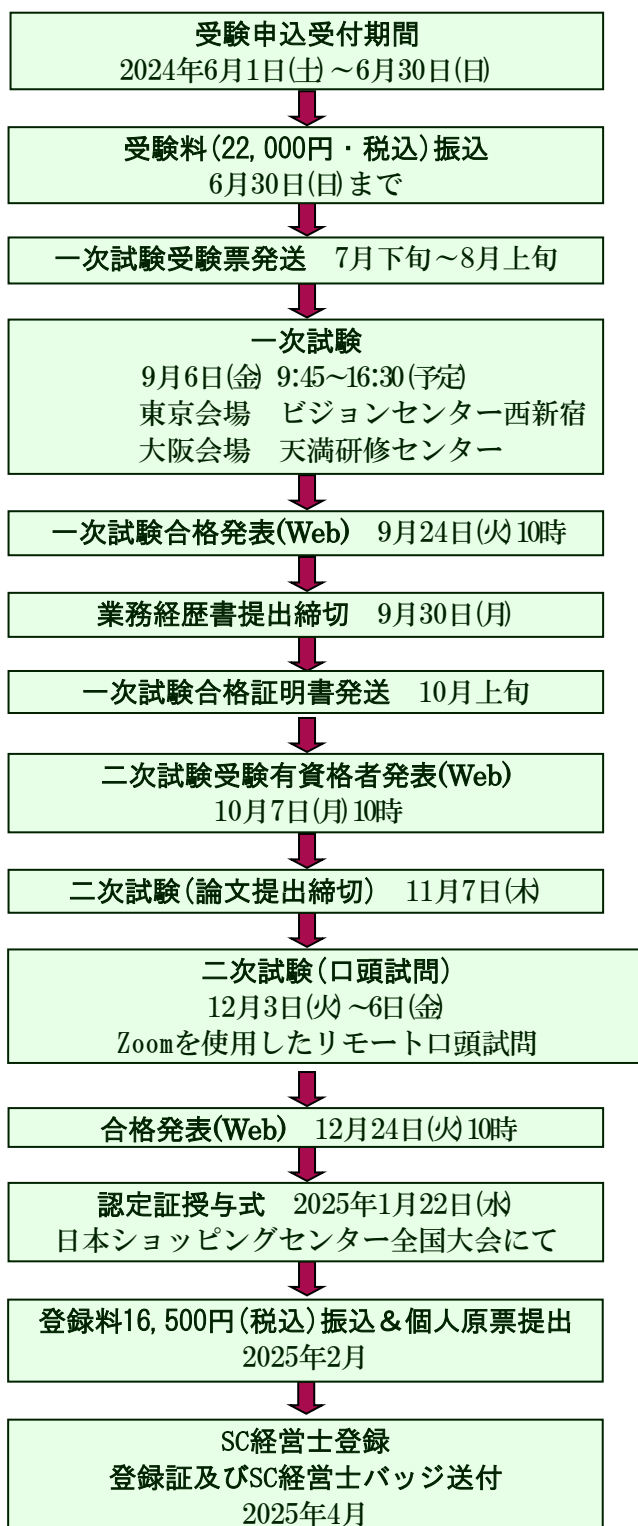 受験申込受付期間
2024年6月1日(土)～6月30日(日)
受験料(22,000円・税込)振込
6月30日(日)まで
一次試験受験票発送　7月下旬～8月上旬
一次試験
9月6日(金) 9:45～16:30(予定)
東京会場　ビジョンセンター西新宿
大阪会場　天満研修センター
一次試験合格発表(Web)　9月24日(火)10時
業務経歴書提出締切　9月30日(月)
一次試験合格証明書発送　10月上旬
二次試験受験有資格者発表(Web)
10月7日(月)10時
二次試験(論文提出締切)　11月7日(木)
二次試験(口頭試問)
12月3日(火)～6日(金)
Zoomを使用したリモート口頭試問
合格発表(Web)　12月24日(火)10時
認定証授与式　2025年1月22日(水)
日本ショッピングセンター全国大会にて
登録料16,500円(税込)振込＆個人原票提出
2025年2月
SC経営士登録
登録証及びSC経営士バッジ送付
2025年4月